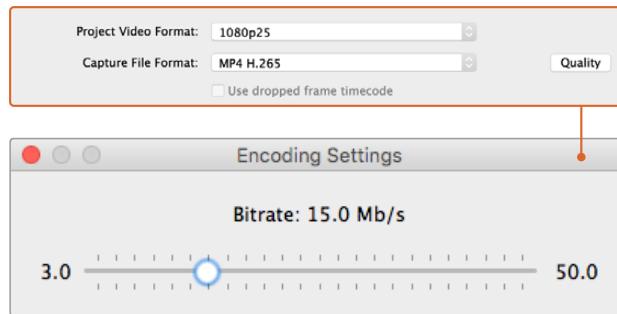 Project Video Format: 1080p25
Capture File Format: MP4 H.265 Quality
Use dropped frame timecode
Encoding Settings
Bitrate: 15.0 Mb/s
3.0 50.0